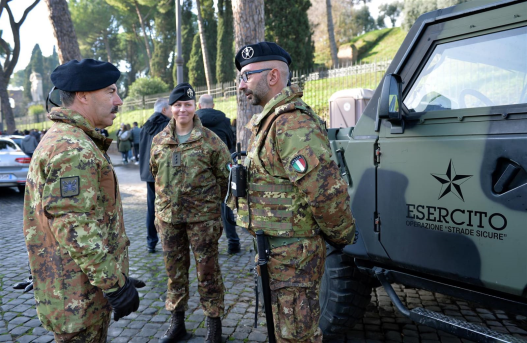 ESERCITO
OPERAZIONE "STRADE SICURE"